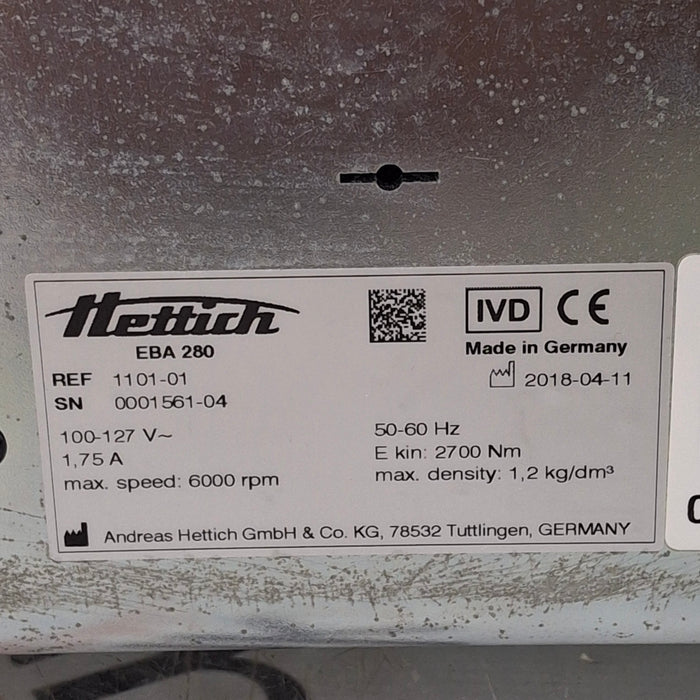 Hettich
EBA 280
REF 1101-01
SN 0001561-04
100-127 V~
1,75 A
max. speed: 6000 rpm
IVD CE
Made in Germany
2018-04-11
50-60 Hz
E kin: 2700 Nm
max. density: 1,2 kg/dm³
Andreas Hettich GmbH & Co. KG, 78532 Tuttlingen, GERMANY